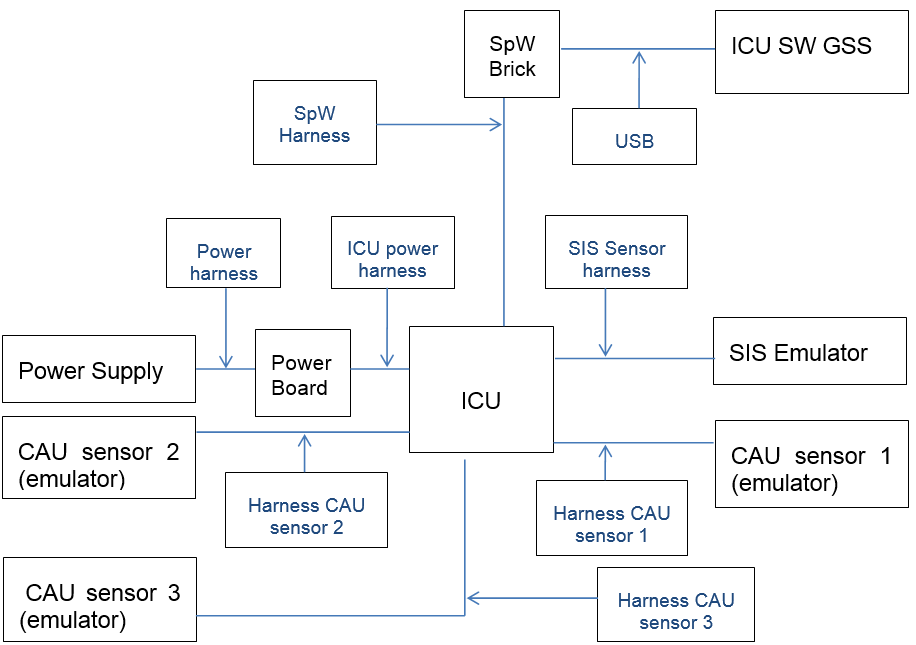 SpW
Brick
ICU SW GSS
SpW
Harness
USB
Power
harness
ICU power
harness
SIS Sensor
harness
Power Supply
Power
Board
ICU
SIS Emulator
CAU sensor 2
(emulator)
CAU sensor 1
(emulator)
Harness CAU
sensor 2
Harness CAU
sensor 1
CAU sensor 3
(emulator)
Harness CAU
sensor 3